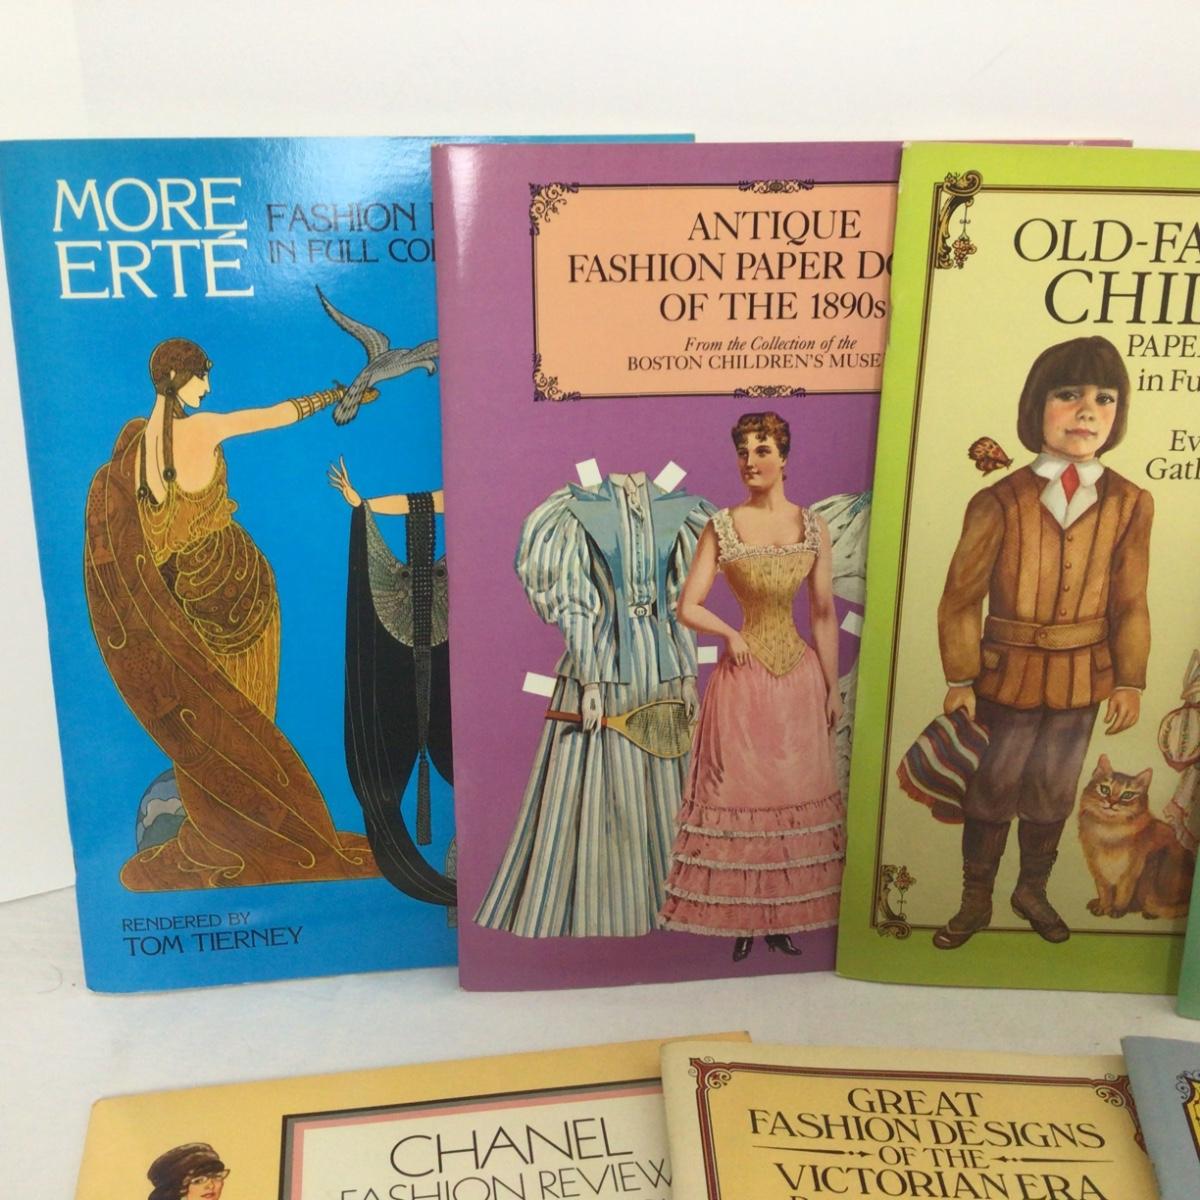 MORE
ERTÉ
FASHION
IN FULL
RENDERED BY
TOM TIERNEY
ANTIQUE
FASHION PAPER
OF THE 1890s
From the Collection of the
BOSTON CHILDREN'S MUSE
OLD-FA
CHIL
PAPE
in Fu
Ev
Gath
CHANEL
FASHION REVIEW
GREAT
FASHION DESIGNS
OF THE
VICTORIAN ERA